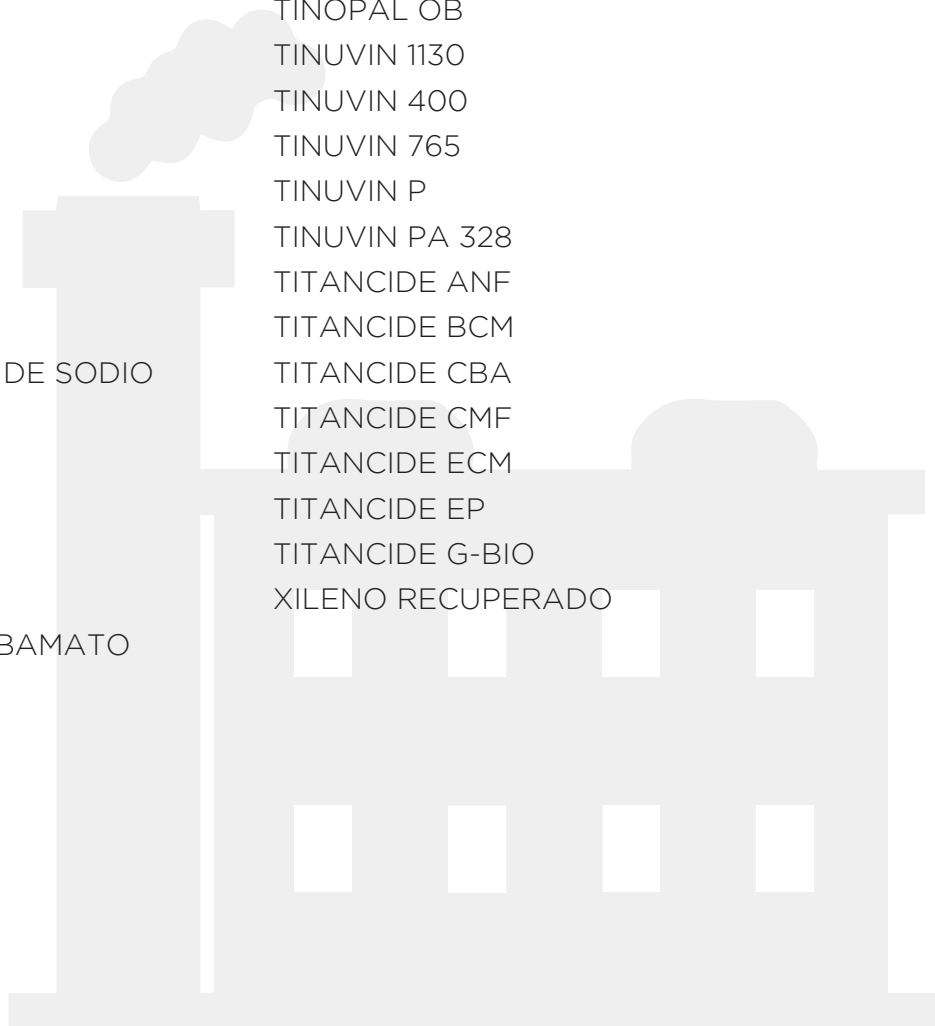 TINOPAL OB
TINUVIN 1130
TINUVIN 400
TINUVIN 765
TINUVIN P
TINUVIN PA 328
TITANCIDE ANF
TITANCIDE BCM
DE SODIO
TITANCIDE CBA
TITANCIDE CMF
TITANCIDE ECM
TITANCIDE EP
TITANCIDE G-BIO
XILENO RECUPERADO
BAMATO